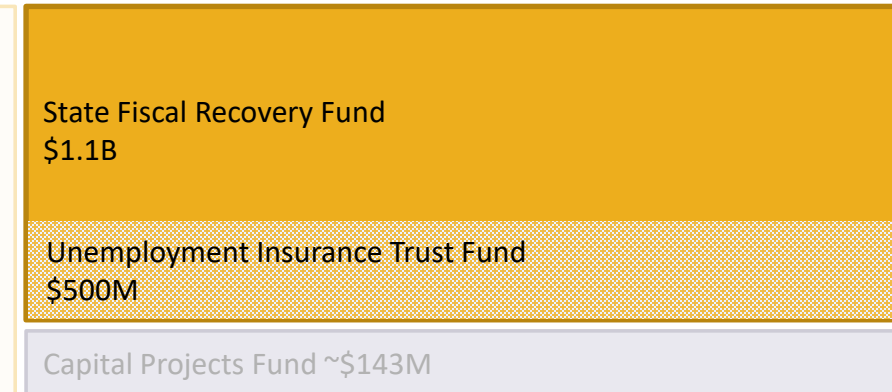 State Fiscal Recovery Fund
$1.1B
Unemployment Insurance Trust Fund
$500M
Capital Projects Fund ~$143M